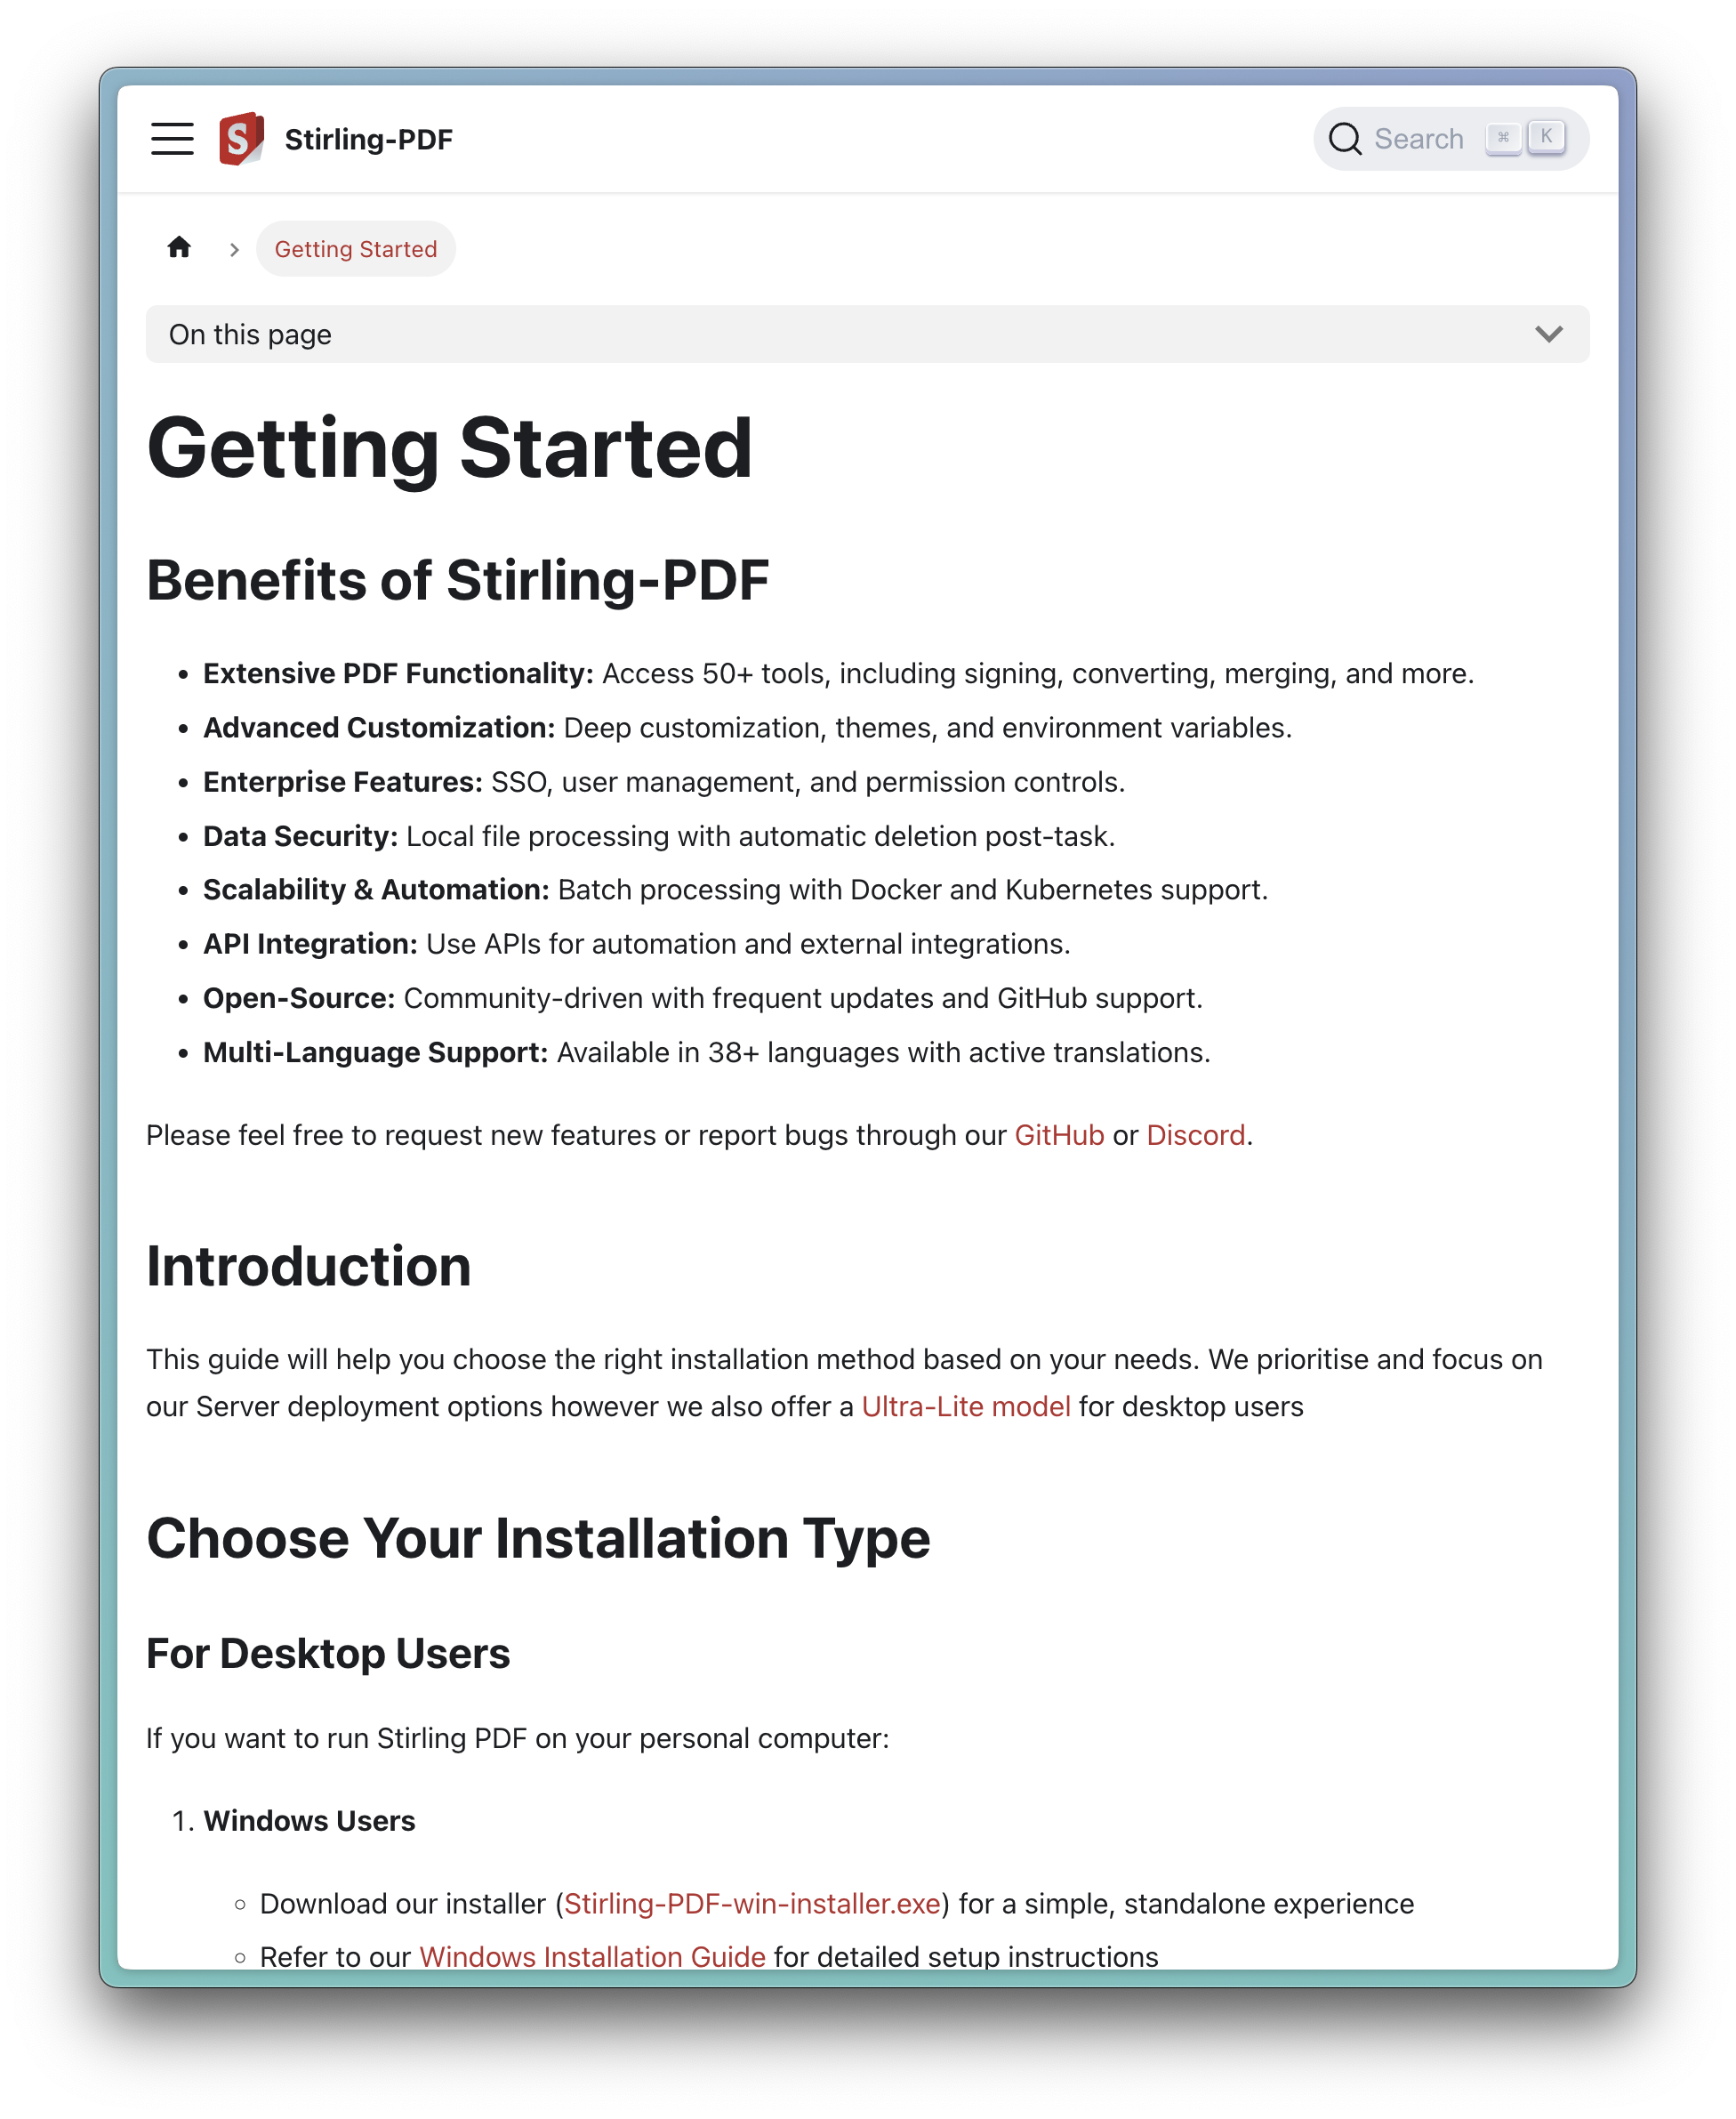 Stirling-PDF
Search ⌘ K
Getting Started
On this page
Getting Started
Benefits of Stirling-PDF
• Extensive PDF Functionality: Access 50+ tools, including signing, converting, merging, and more.
• Advanced Customization: Deep customization, themes, and environment variables.
• Enterprise Features: SSO, user management, and permission controls.
• Data Security: Local file processing with automatic deletion post-task.
• Scalability & Automation: Batch processing with Docker and Kubernetes support.
• API Integration: Use APIs for automation and external integrations.
• Open-Source: Community-driven with frequent updates and GitHub support.
• Multi-Language Support: Available in 38+ languages with active translations.
Please feel free to request new features or report bugs through our GitHub or Discord.
Introduction
This guide will help you choose the right installation method based on your needs. We prioritise and focus on
our Server deployment options however we also offer a Ultra-Lite model for desktop users
Choose Your Installation Type
For Desktop Users
If you want to run Stirling PDF on your personal computer:
1. Windows Users
◦ Download our installer (Stirling-PDF-win-installer.exe) for a simple, standalone experience
◦ Refer to our Windows Installation Guide for detailed setup instructions